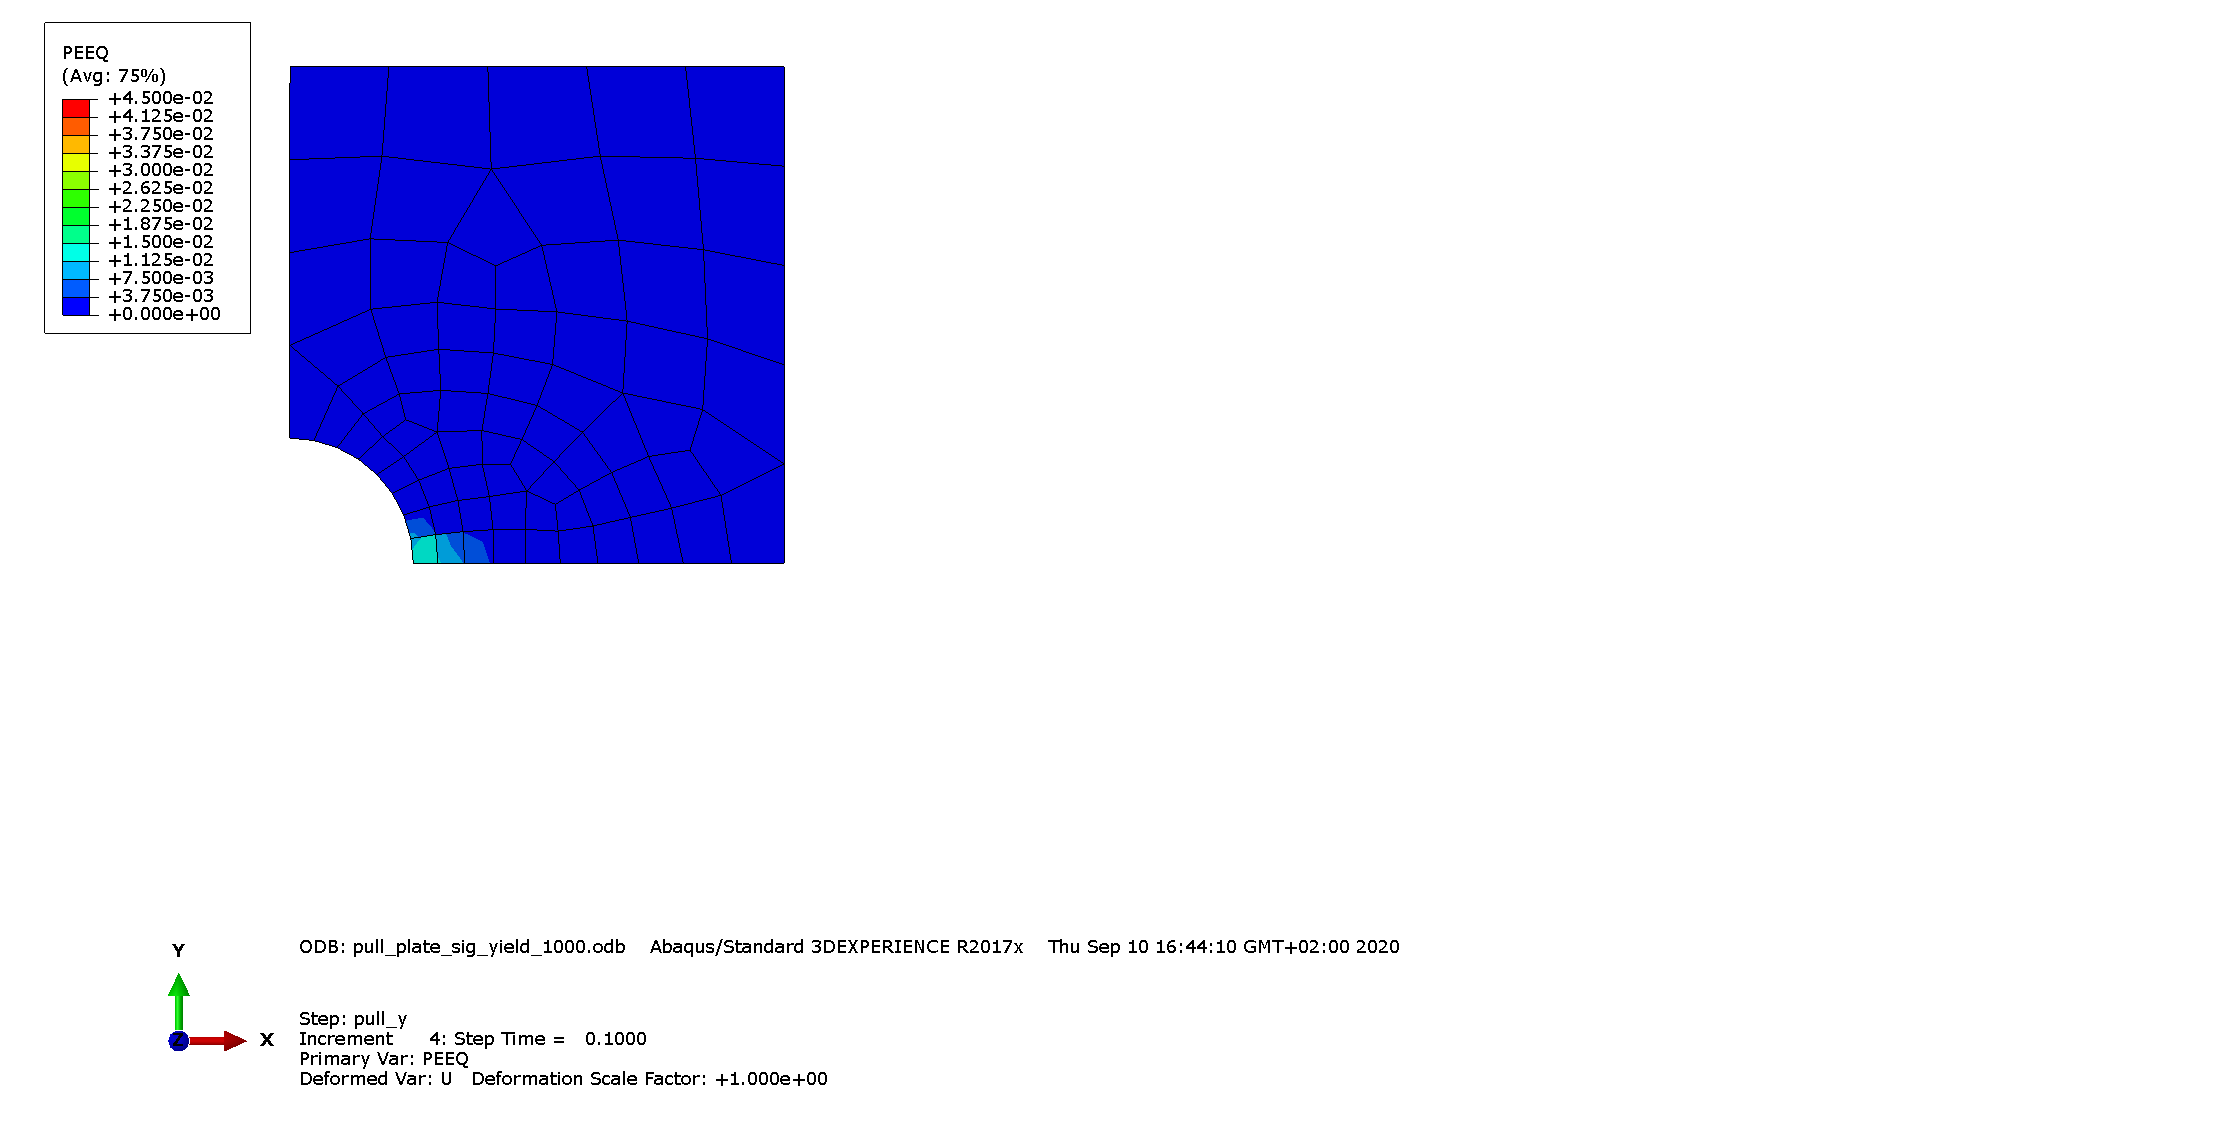 PEEQ
(Avg: 75%)
+4.500e-02
+4.125e-02
+3.750e-02
+3.375e-02
+3.000e-02
+2.625e-02
+2.250e-02
+1.875e-02
+1.500e-02
+1.125e-02
+7.500e-03
+3.750e-03
+0.000e+00
ODB: pull_plate_sig_yield_1000.odb Abaqus/Standard 3DEXPERIENCE R2017x Thu Sep 10 16:44:10 GMT+02:00 2020
Y
Z
X
Step: pull_y
Increment 4: Step Time = 0.1000
Primary Var: PEEQ
Deformed Var: U Deformation Scale Factor: +1.000e+00